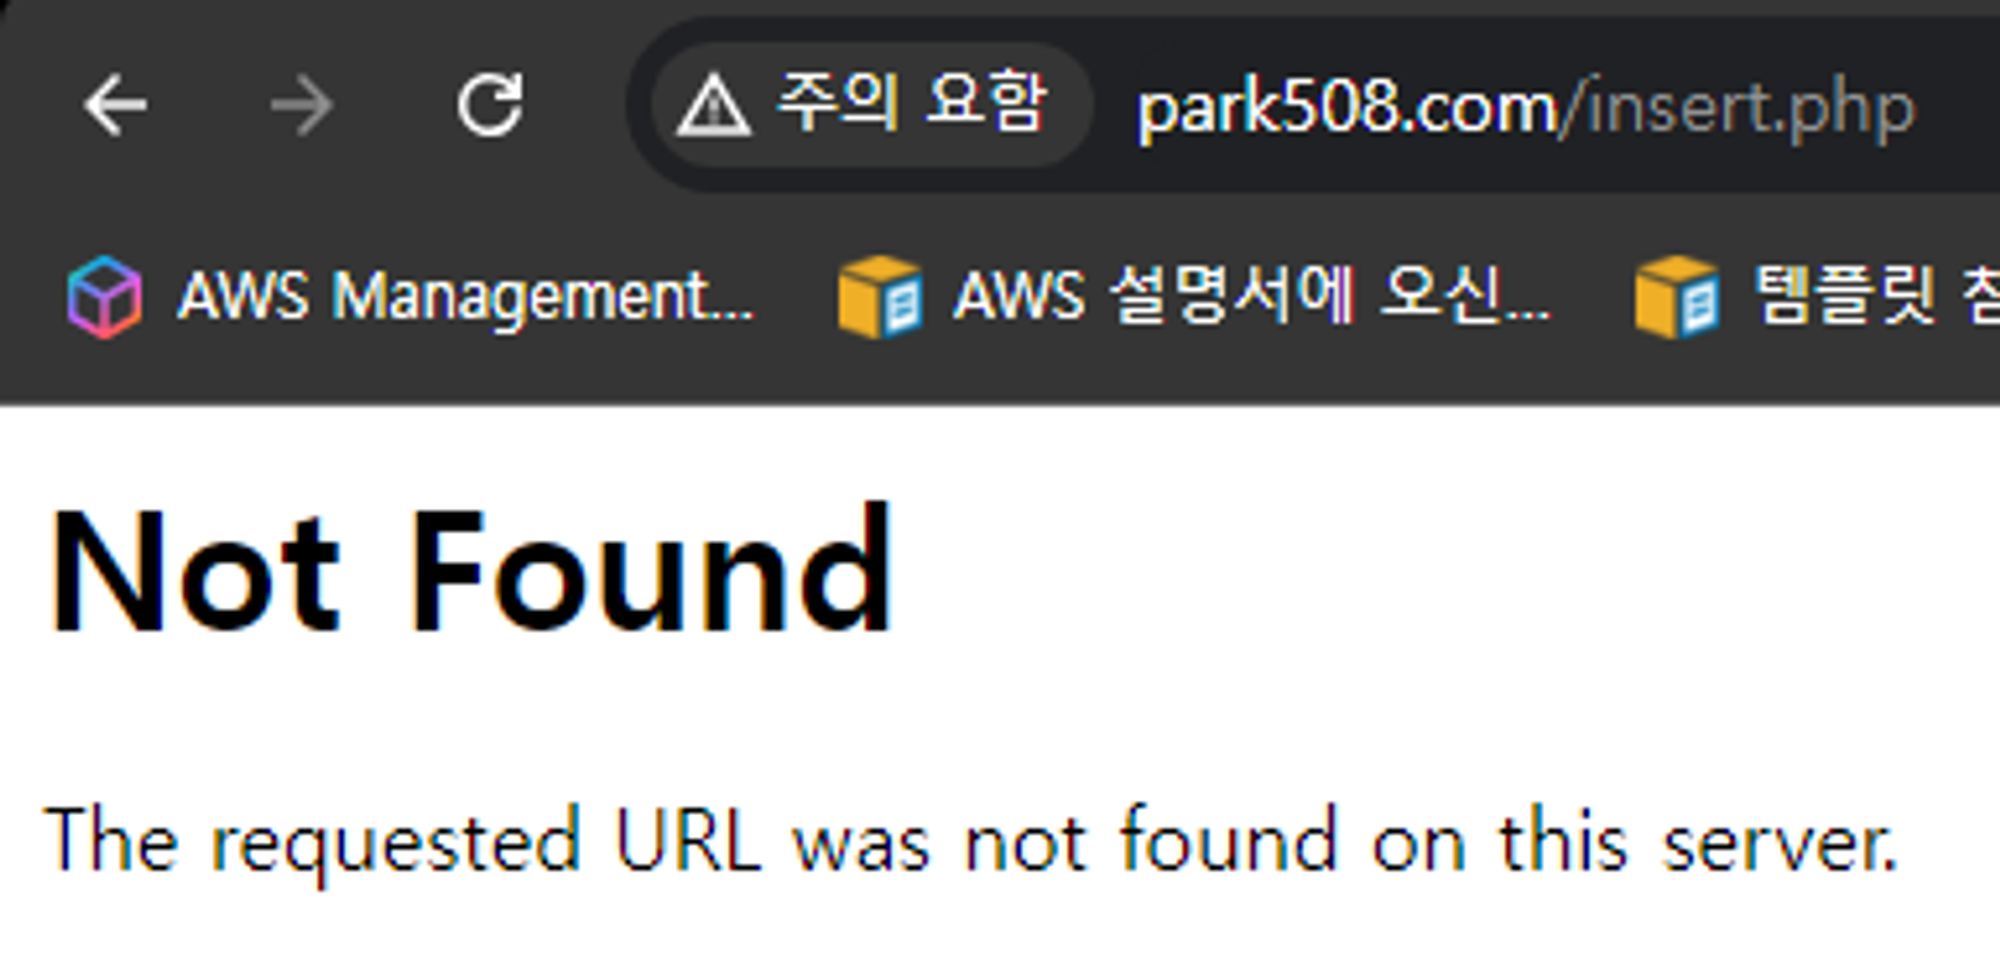 주의 요함 park508.com/insert.php
AWS Management... AWS 설명서에 오신... 템플릿
Not Found
The requested URL was not found on this server.